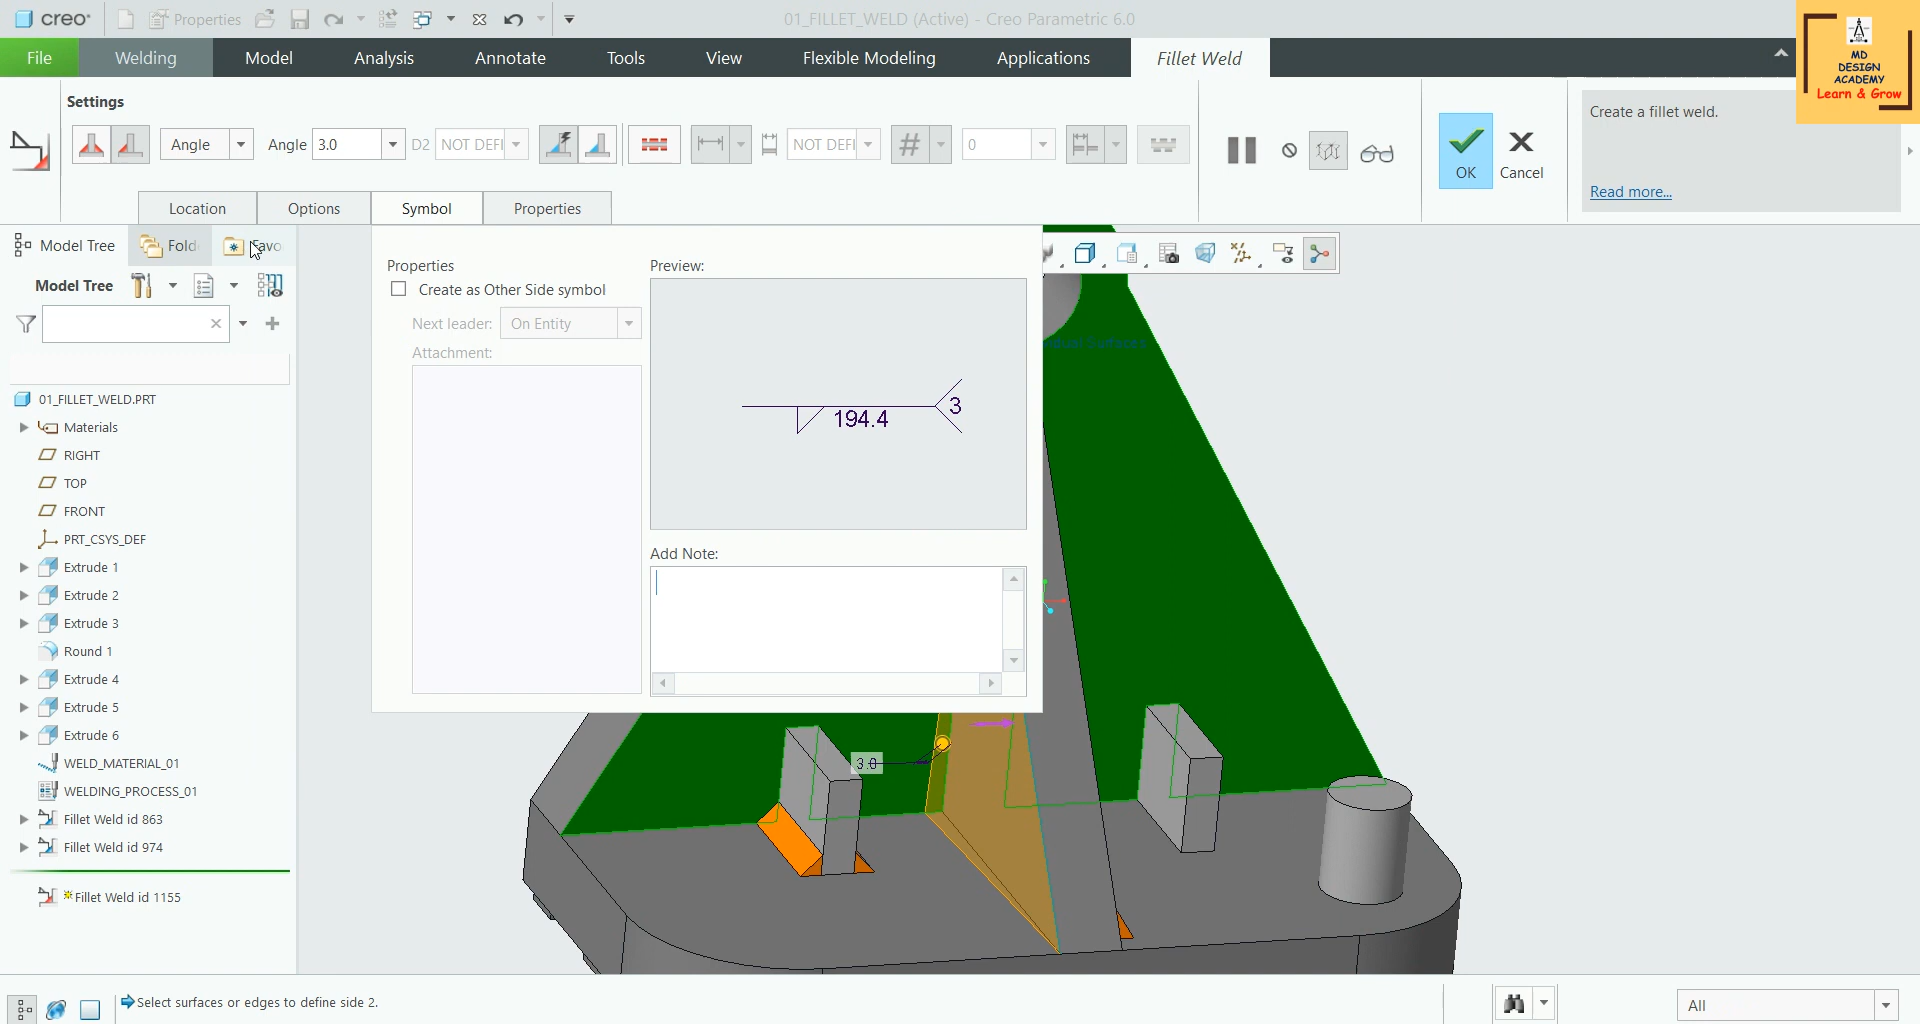 creo
Properties
01_FILLET_WELD (Active) - Creo Parametric 6.0
File
Welding
Model
Analysis
Annotate
Tools
View
Flexible Modeling
Applications
Fillet Weld
MD
DESIGN
ACADEMY
Learn & Grow
Settings
Angle
Angle
3.0
D2
NOT DEFI
NOT DEFI
0
OK
Cancel
Create a fillet weld.
Read more...
Location
Options
Symbol
Properties
Model Tree
Fold
Favo
Model Tree
01_FILLET_WELD.PRT
Materials
RIGHT
TOP
FRONT
PRT_CSYS_DEF
Extrude 1
Extrude 2
Extrude 3
Round 1
Extrude 4
Extrude 5
Extrude 6
WELD_MATERIAL_01
WELDING_PROCESS_01
Fillet Weld id 863
Fillet Weld id 974
Fillet Weld id 1155
Properties
Create as Other Side symbol
Next leader:
On Entity
Attachment:
Preview:
194.4
3
Add Note:
Surfaces
3.0
Select surfaces or edges to define side 2.
All